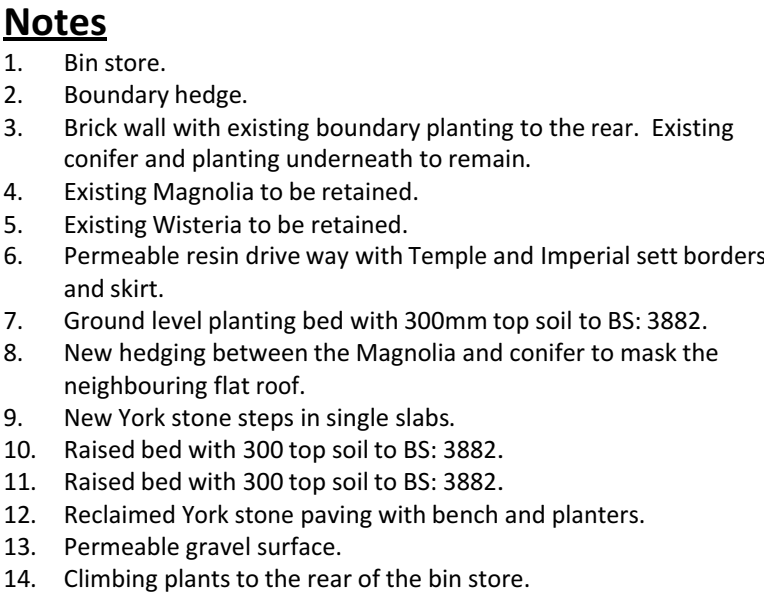 Notes
1. Bin store.
2. Boundary hedge.
3. Brick wall with existing boundary planting to the rear. Existing
conifer and planting underneath to remain.
4. Existing Magnolia to be retained.
5. Existing Wisteria to be retained.
6. Permeable resin drive way with Temple and Imperial sett borders
and skirt.
7. Ground level planting bed with 300mm top soil to BS: 3882.
8. New hedging between the Magnolia and conifer to mask the
neighbouring flat roof.
9. New York stone steps in single slabs.
10. Raised bed with 300 top soil to BS: 3882.
11. Raised bed with 300 top soil to BS: 3882.
12. Reclaimed York stone paving with bench and planters.
13. Permeable gravel surface.
14. Climbing plants to the rear of the bin store.